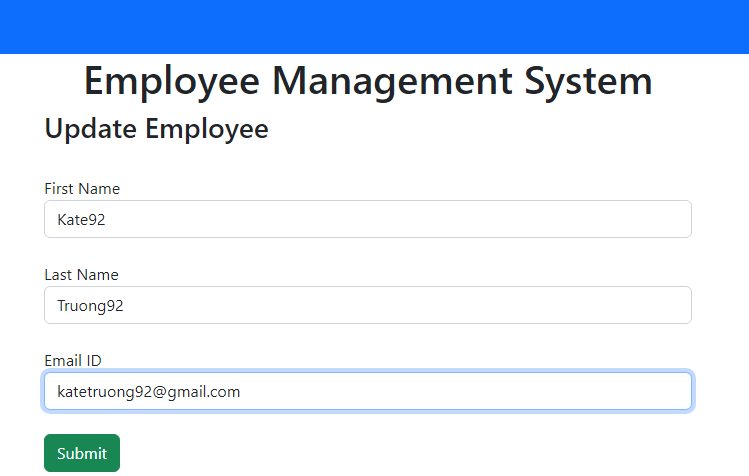 Employee Management System
Update Employee
First Name
Kate92
Last Name
Truong92
Email ID
katetruong92@gmail.com
Submit